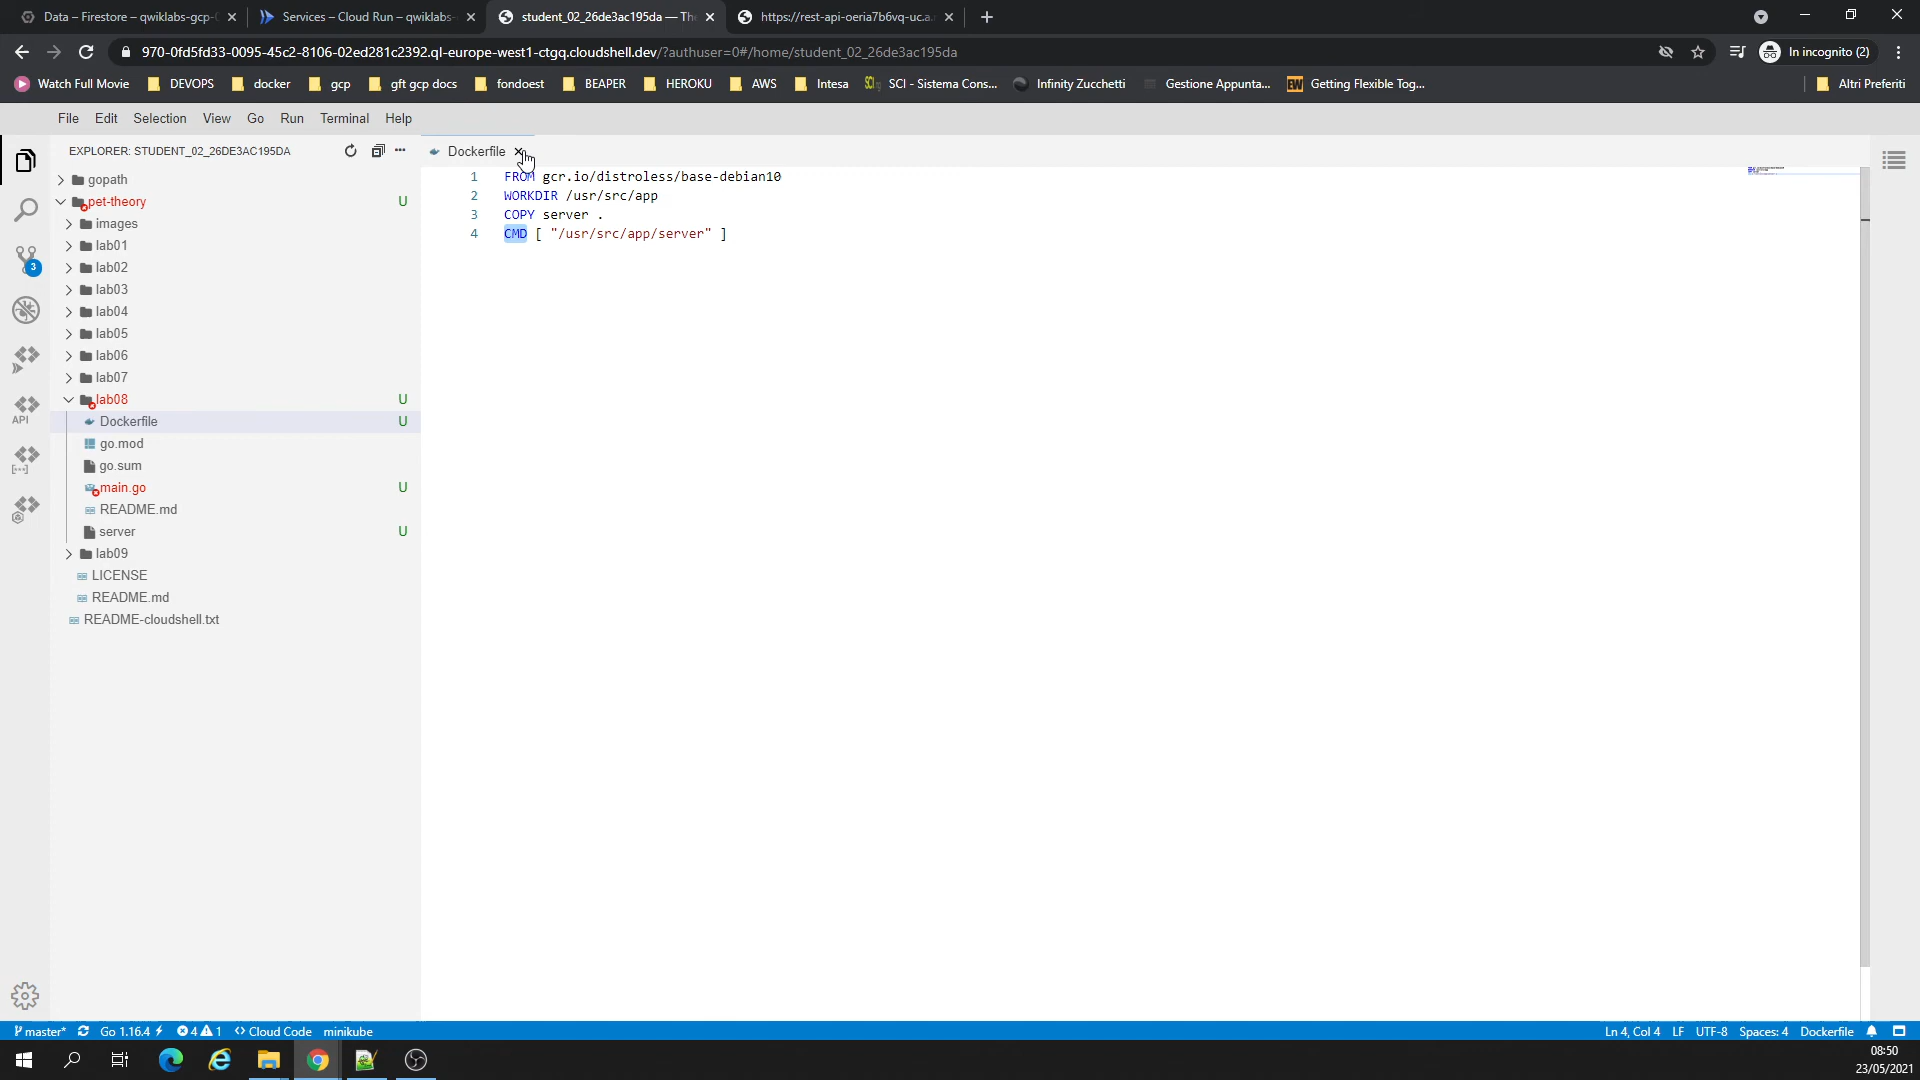 Data – Firestore – qwiklabs-gcp-
Services – Cloud Run – qwiklabs-
student_02_26de3ac195da — The
https://rest-api-oeria7b6vq-uc.a.r
970-0fd5fd33-0095-45c2-8106-02ed281c2392.ql-europe-west1-ctgq.cloudshell.dev/?authuser=0#/home/student_02_26de3ac195da
In incognito (2)
Watch Full Movie DEVOPS docker gcp gft gcp docs fondoest BEAPER HEROKU AWS Intesa SCI - Sistema Cons... Infinity Zucchetti Gestione Appunta... Getting Flexible Tog... Altri Preferiti
File Edit Selection View Go Run Terminal Help
EXPLORER: STUDENT_02_26DE3AC195DA
gopath
pet-theory U
images
lab01
lab02
lab03
lab04
lab05
lab06
lab07
lab08 U
Dockerfile U
go.mod
go.sum
main.go U
README.md
server U
lab09
LICENSE
README.md
README-cloudshell.txt
3
API
Dockerfile
1 FROM gcr.io/distroless/base-debian10
2 WORKDIR /usr/src/app
3 COPY server .
4 CMD [ "/usr/src/app/server" ]
master* Go 1.16.4 4 1 Cloud Code minikube
Ln 4, Col 4 LF UTF-8 Spaces: 4 Dockerfile
08:50
23/05/2021